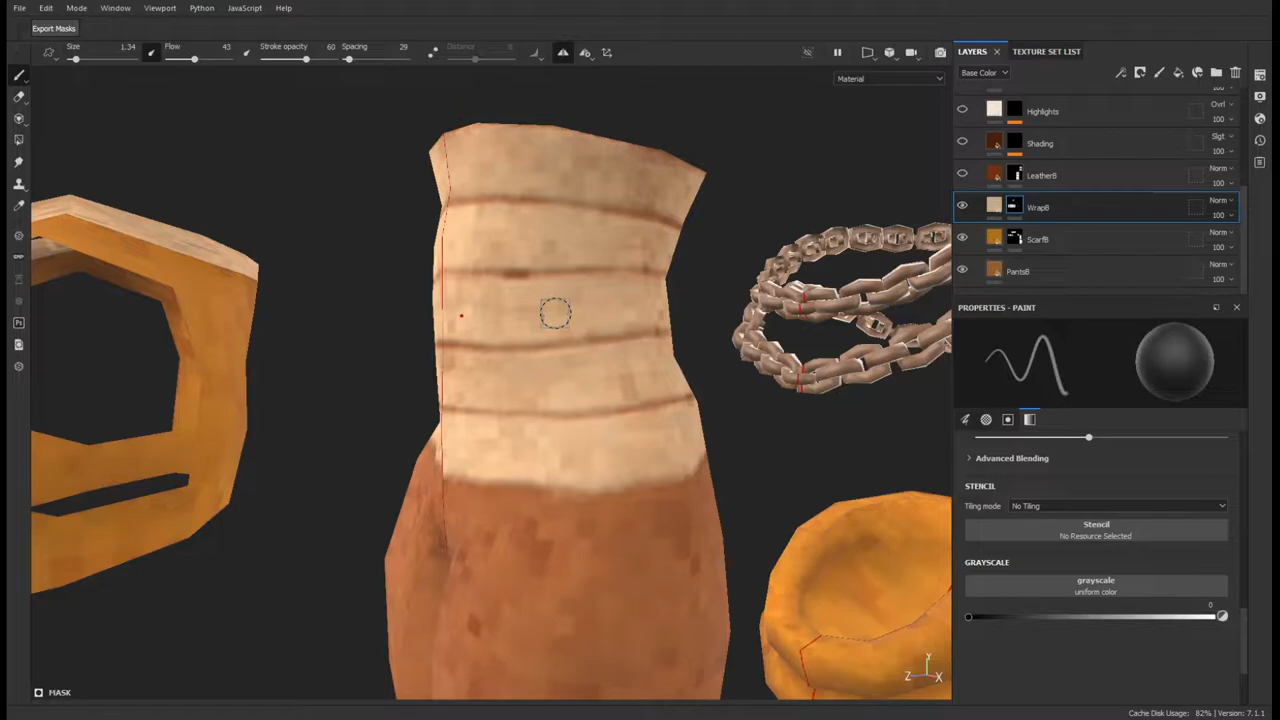 File Edit Mode Window Viewport Python JavaScript Help
Export Masks
Size 1.34 Flow 43 Stroke opacity 60 Spacing 29 Distance 8
Material
LAYERS TEXTURE SET LIST
Base Color
100
Highlights Ovrl 100
Shading Slgt 100
LeatherB Norm 100
WrapB Norm 100
ScarfB Norm 100
PantsB Norm 100
PROPERTIES - PAINT
Advanced Blending
STENCIL
Tiling mode No Tiling
Stencil
No Resource Selected
GRAYSCALE
grayscale
uniform color
0
Y
Z X
MASK
Cache Disk Usage: 82% | Version: 7.1.1